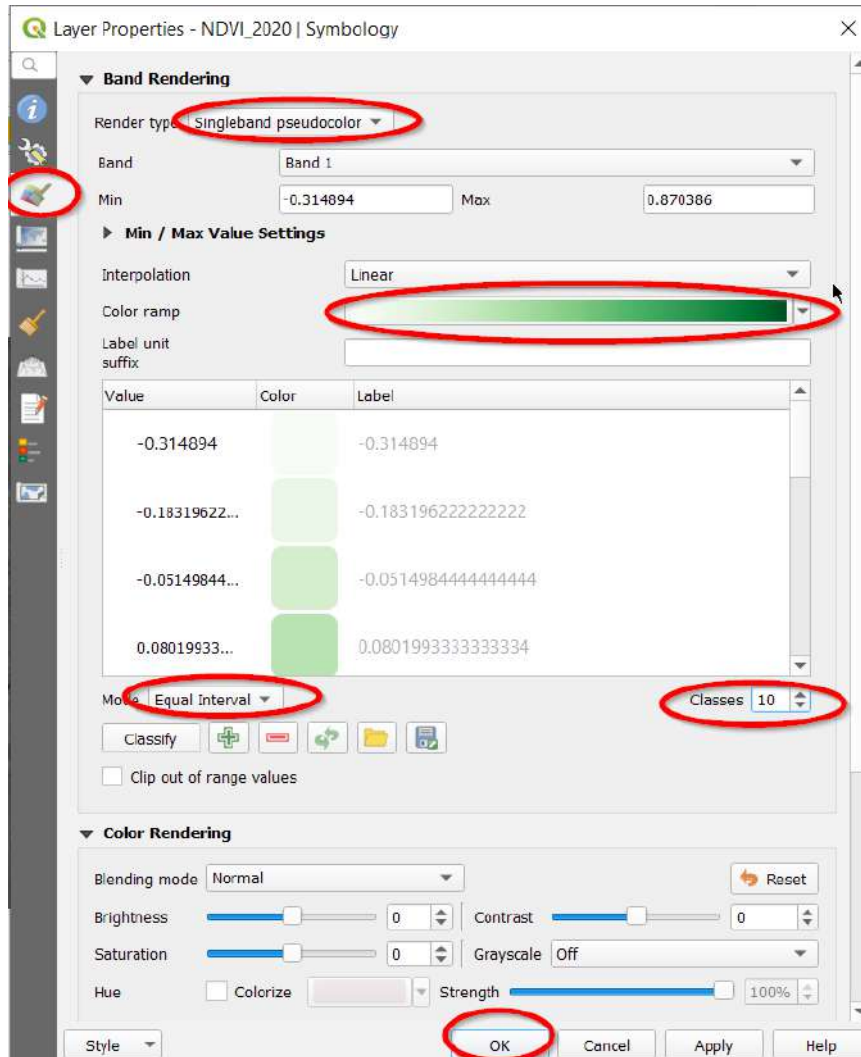 Layer Properties - NDVI_2020 | Symbology
Band Rendering
Render type Singleband pseudocolor
Band Band 1
Min -0.314894 Max 0.870386
Min / Max Value Settings
Interpolation Linear
Color ramp
Label unit
suffix
Value Color Label
-0.314894 -0.314894
-0.18319622... -0.183196222222222
-0.05149844... -0.0514984444444444
0.08019933... 0.0801993333333334
Mode Equal Interval Classes 10
Classify
Clip out of range values
Color Rendering
Blending mode Normal Reset
Brightness 0 Contrast 0
Saturation 0 Grayscale Off
Hue Colorize Strength 100%
Style OK Cancel Apply Help